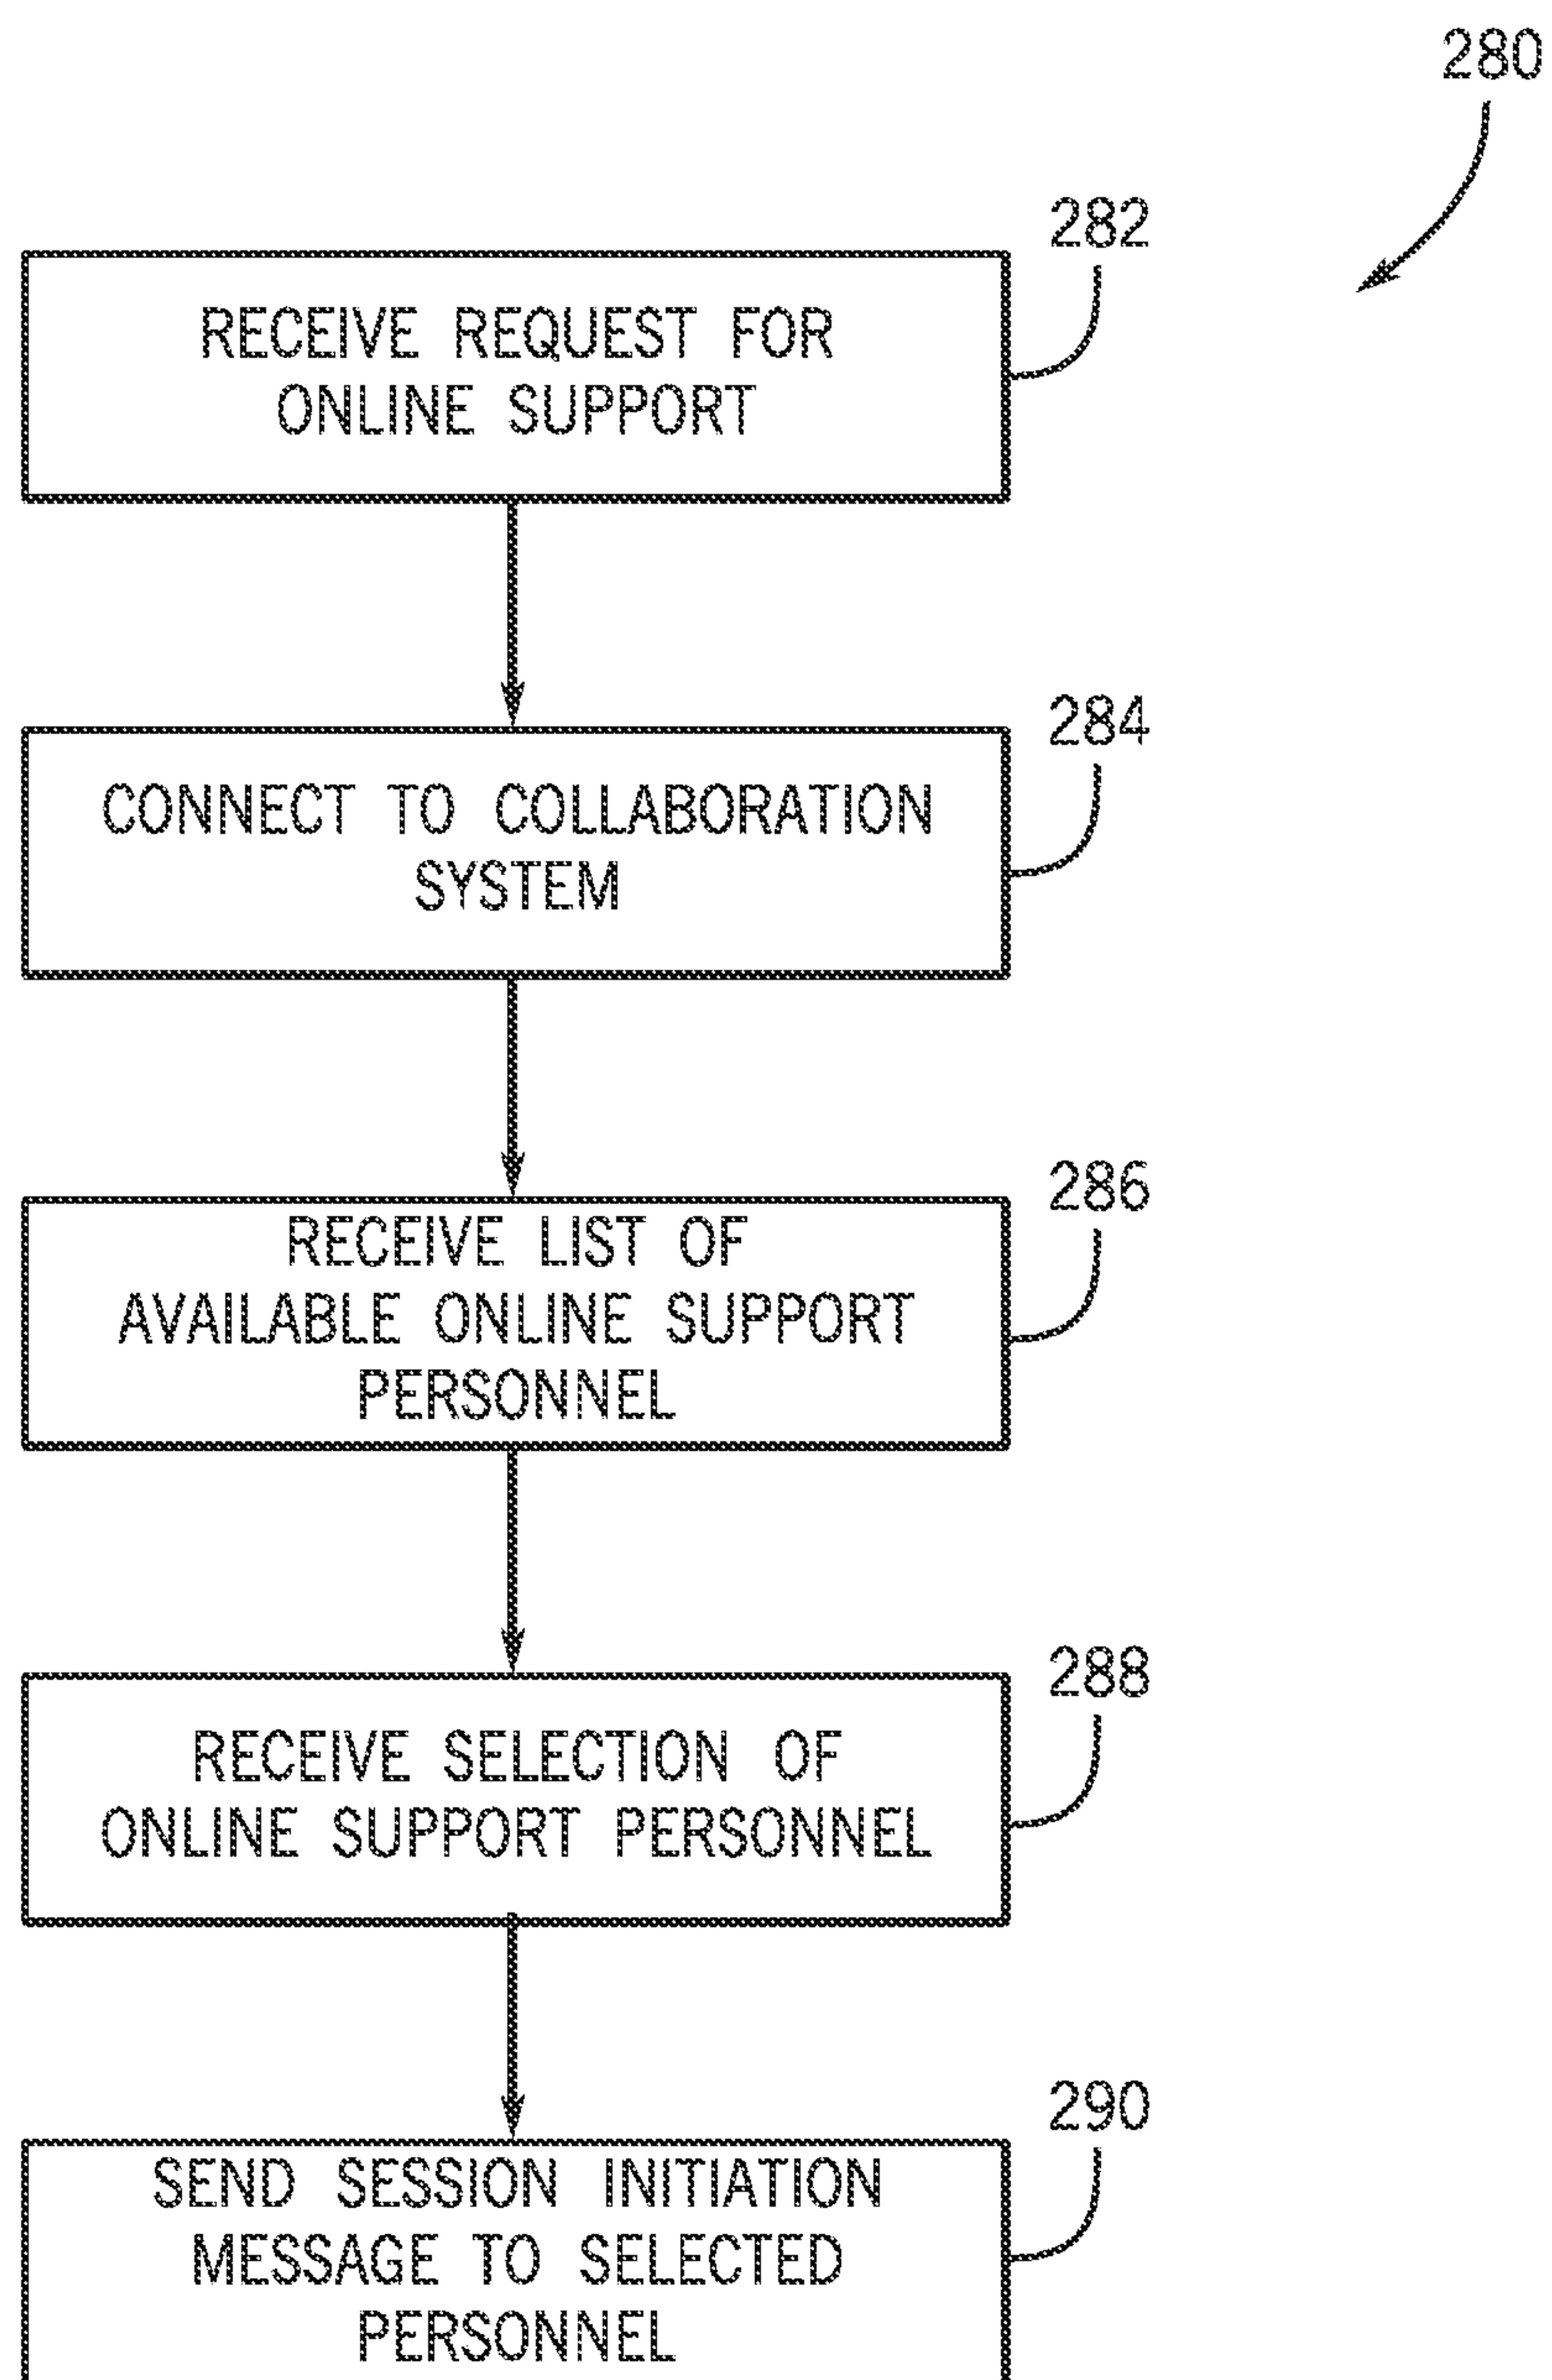 280
282
RECEIVE REQUEST FOR
ONLINE SUPPORT
284
CONNECT TO COLLABORATION
SYSTEM
286
RECEIVE LIST OF
AVAILABLE ONLINE SUPPORT
PERSONNEL
288
RECEIVE SELECTION OF
ONLINE SUPPORT PERSONNEL
290
SEND SESSION INITIATION
MESSAGE TO SELECTED
PERSONNEL